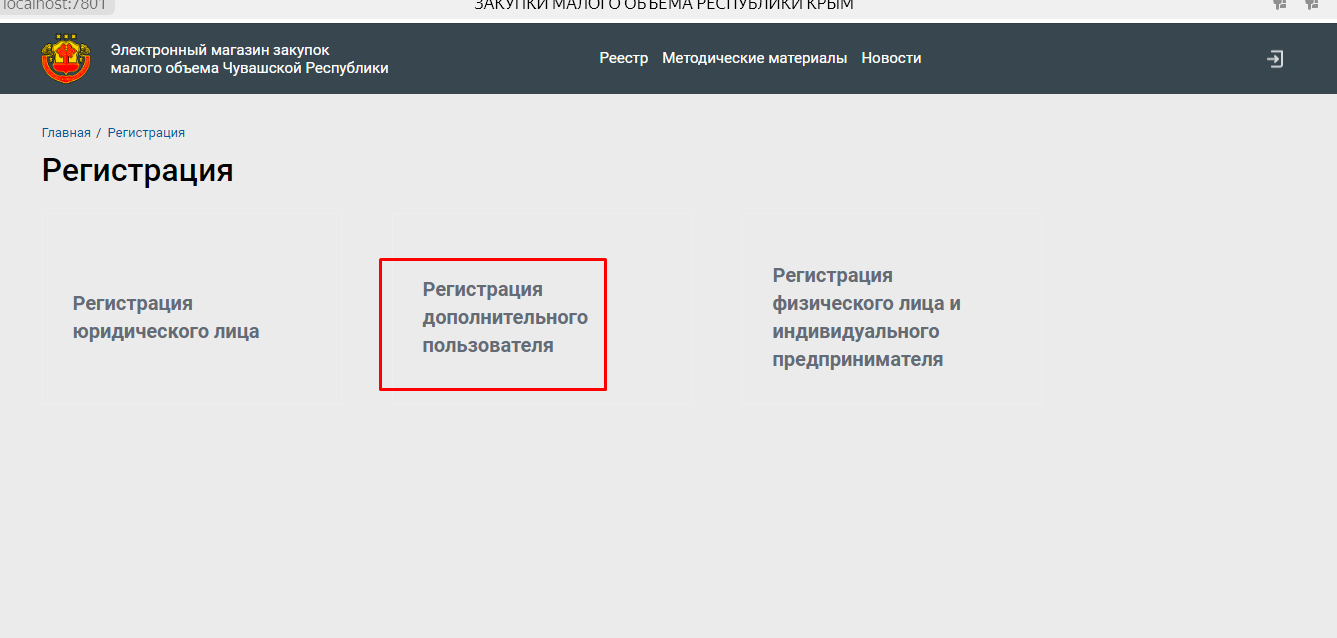 localhost:7801
ЗАКУПКИ МАЛОГО ОБЪЕМА РЕСПУБЛИКИ КРЫМ
Электронный магазин закупок
малого объема Чувашской Республики
Реестр Методические материалы Новости
Главная / Регистрация
Регистрация
Регистрация
юридического лица
Регистрация
дополнительного
пользователя
Регистрация
физического лица и
индивидуального
предпринимателя